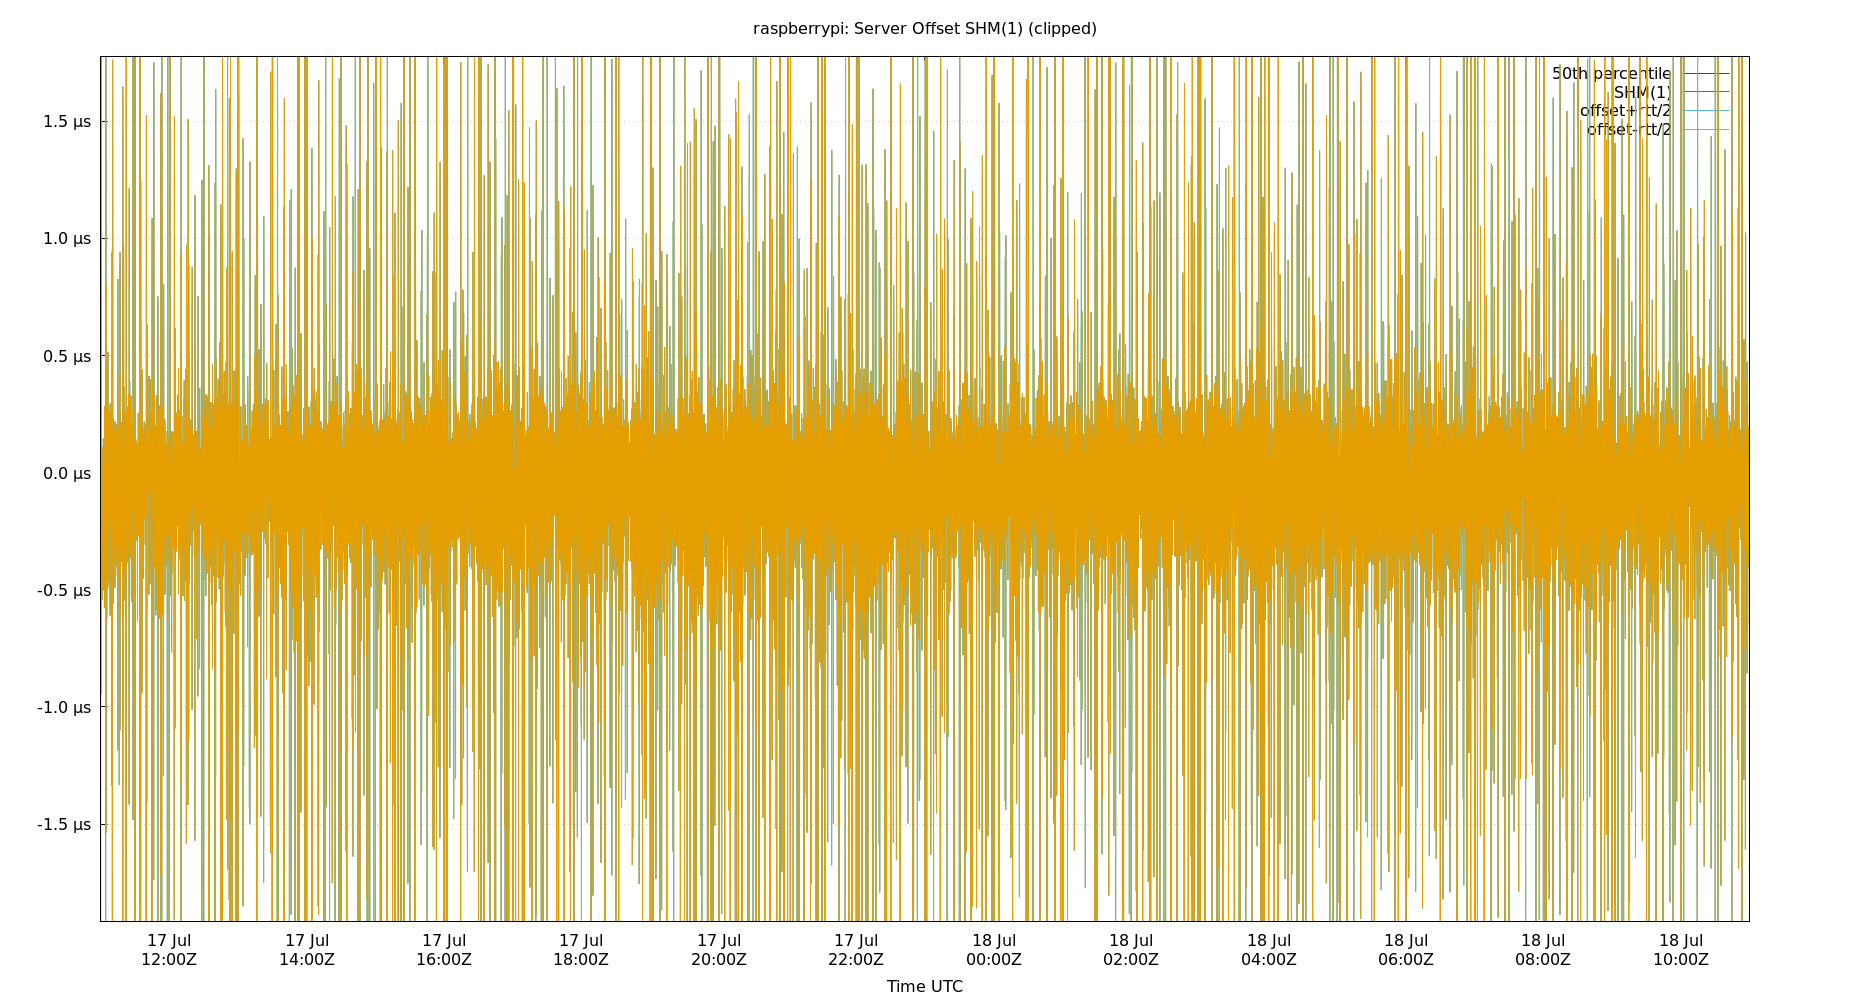 raspberrypi: Server Offset SHM(1) (clipped)
50th percentile
SHM(1)
offset+rtt/2
offset-rtt/2
1.5 µs
1.0 µs
0.5 µs
0.0 µs
-0.5 µs
-1.0 µs
-1.5 µs
17 Jul 17 Jul 17 Jul 17 Jul 17 Jul 17 Jul 18 Jul 18 Jul 18 Jul 18 Jul 18 Jul 18 Jul
12:00Z 14:00Z 16:00Z 18:00Z 20:00Z 22:00Z 00:00Z 02:00Z 04:00Z 06:00Z 08:00Z 10:00Z
Time UTC